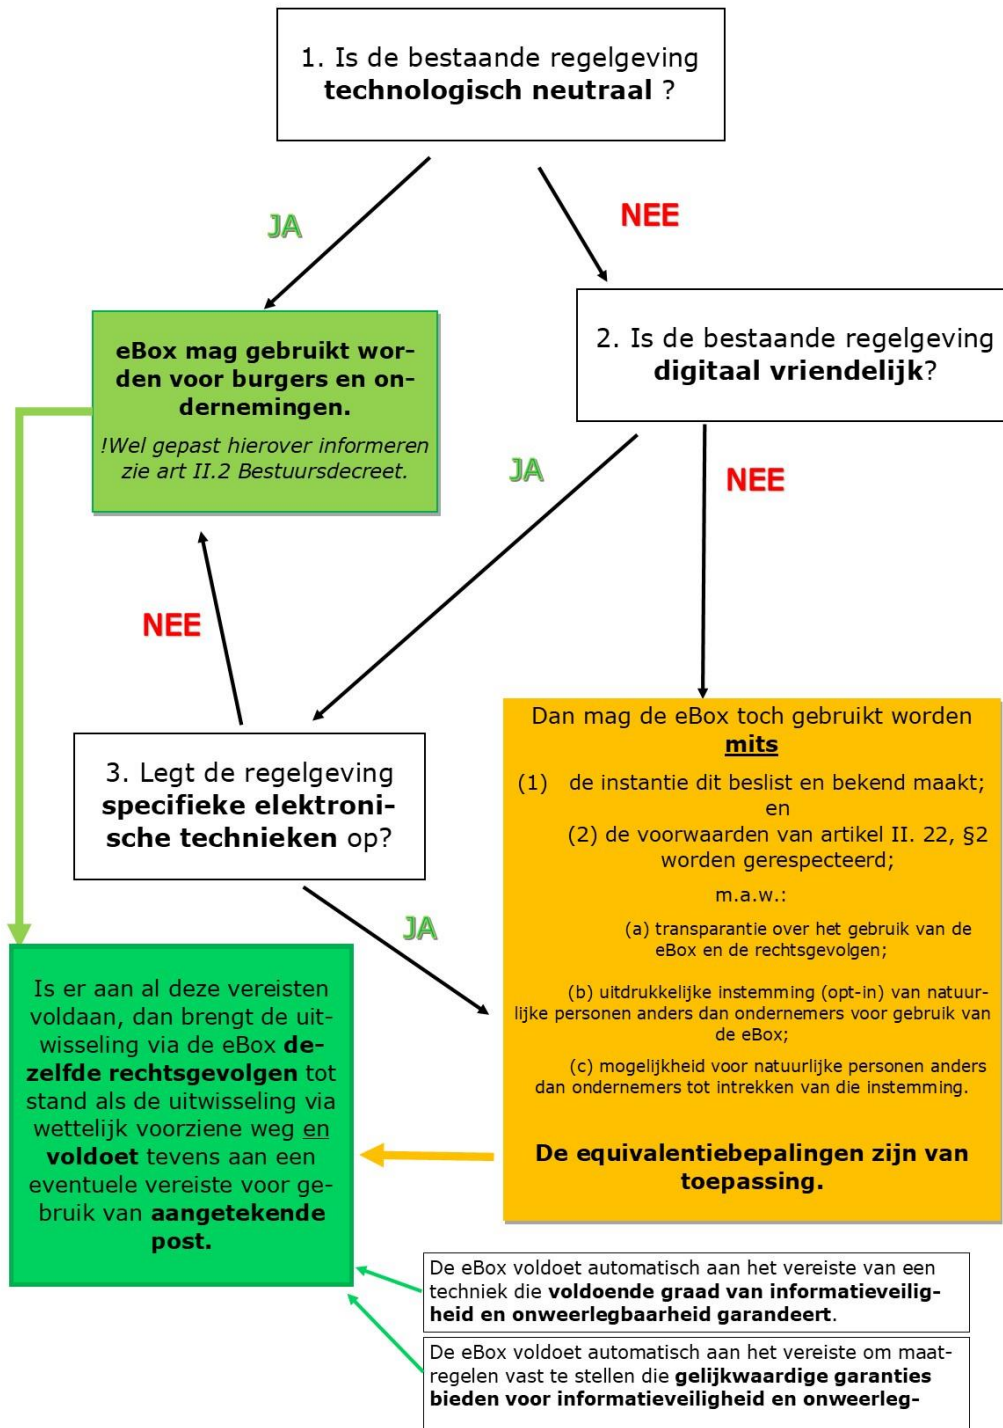 1. Is de bestaande regelgeving
technologisch neutraal ?
JA
NEE
eBox mag gebruikt wor-
den voor burgers en on-
dernemingen.
!Wel gepast hierover informeren
zie art II.2 Bestuursdecreet.
2. Is de bestaande regelgeving
digitaal vriendelijk?
JA
NEE
NEE
3. Legt de regelgeving
specifieke elektroni-
sche technieken op?
JA
Dan mag de eBox toch gebruikt worden
mits
(1) de instantie dit beslist en bekend maakt;
en
(2) de voorwaarden van artikel II. 22, §2
worden gerespecteerd;
m.a.w.:
(a) transparantie over het gebruik van de
eBox en de rechtsgevolgen;
(b) uitdrukkelijke instemming (opt-in) van natuur-
lijke personen anders dan ondernemers voor gebruik van
de eBox;
(c) mogelijkheid voor natuurlijke personen anders
dan ondernemers tot intrekken van die instemming.
De equivalentiebepalingen zijn van
toepassing.
Is er aan al deze vereisten
voldaan, dan brengt de uit-
wisseling via de eBox de-
zelfde rechtsgevolgen tot
stand als de uitwisseling via
wettelijk voorziene weg en
voldoet tevens aan een
eventuele vereiste voor ge-
bruik van aangetekende
post.
De eBox voldoet automatisch aan het vereiste van een
techniek die voldoende graad van informatieveilig-
heid en onweerlegbaarheid garandeert.
De eBox voldoet automatisch aan het vereiste om maat-
regelen vast te stellen die gelijkwaardige garanties
bieden voor informatieveiligheid en onweerleg-